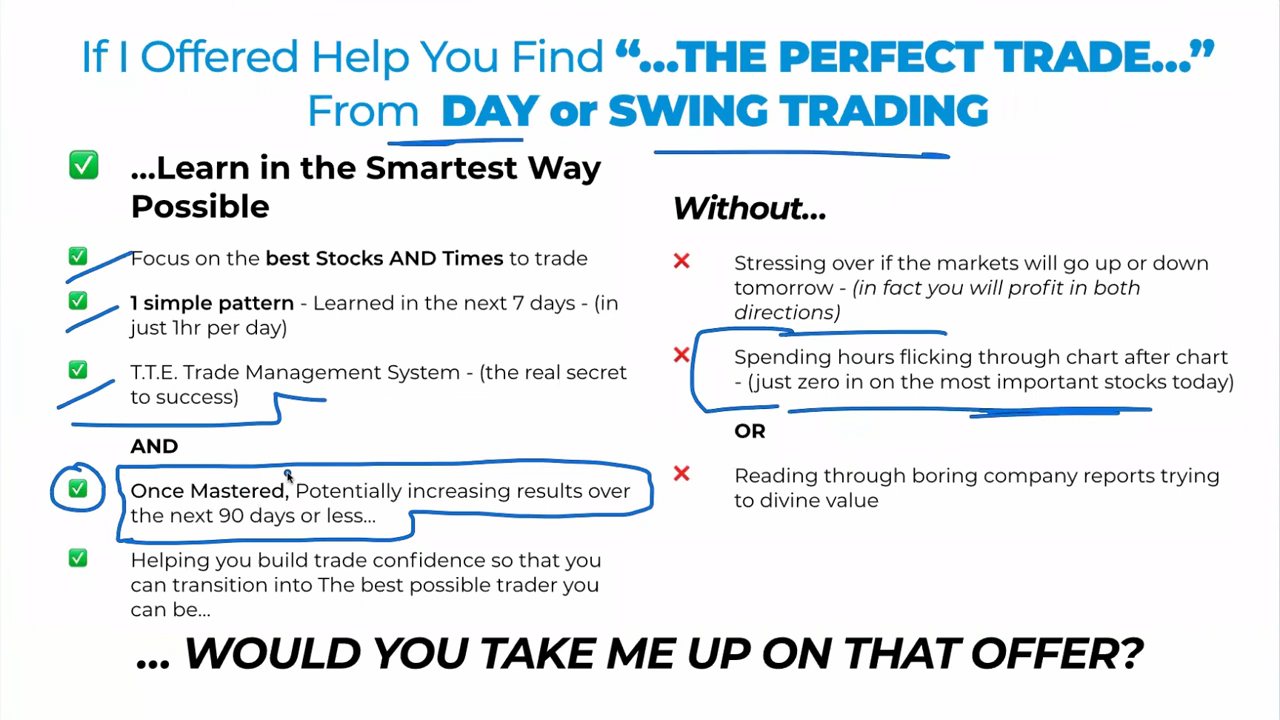 If I Offered Help You Find “...THE PERFECT TRADE...”
From DAY or SWING TRADING
...Learn in the Smartest Way
Possible
Focus on the best Stocks AND Times to trade
1 simple pattern - Learned in the next 7 days - (in
just 1hr per day)
T.T.E. Trade Management System - (the real secret
to success)
AND
Once Mastered, Potentially increasing results over
the next 90 days or less...
Helping you build trade confidence so that you
can transition into The best possible trader you
can be...
Without...
Stressing over if the markets will go up or down
tomorrow - (in fact you will profit in both
directions)
Spending hours flicking through chart after chart
- (just zero in on the most important stocks today)
OR
Reading through boring company reports trying
to divine value
... WOULD YOU TAKE ME UP ON THAT OFFER?